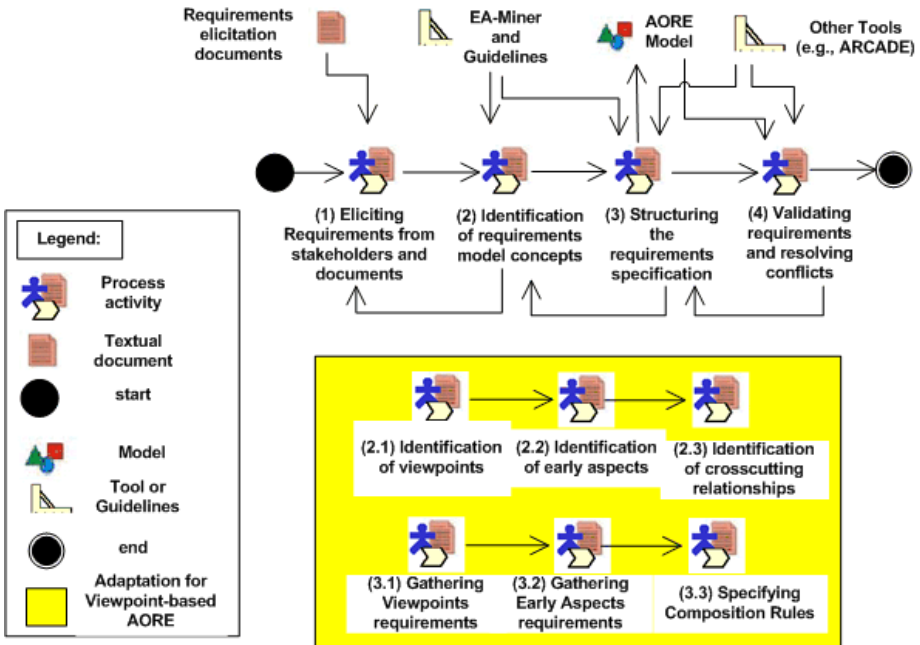 Requirements
elicitation
documents
EA-Miner
and
Guidelines
AORE
Model
Other Tools
(e.g., ARCADE)
(1) Eliciting
Requirements from
stakeholders and
documents
(2) Identification
of requirements
model concepts
(3) Structuring
the
requirements
specification
(4) Validating
requirements
and resolving
conflicts
Legend:
Process
activity
Textual
document
start
Model
Tool or
Guidelines
end
Adaptation for
Viewpoint-based
AORE
(2.1) Identification
of viewpoints
(2.2) Identification
of early aspects
(2.3) Identification
of crosscutting
relationships
(3.1) Gathering
Viewpoints
requirements
(3.2) Gathering
Early Aspects
requirements
(3.3) Specifying
Composition Rules